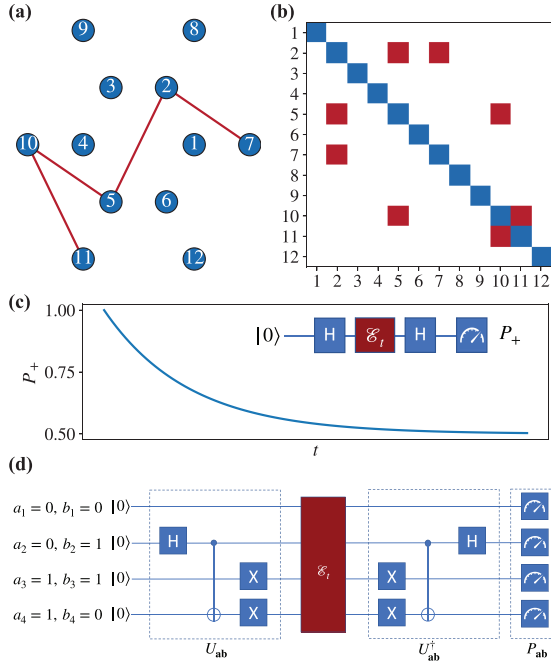 (a)
9 8
3 2
10 4 1 7
5 6
11 12
(b)
1
2
3
4
5
6
7
8
9
10
11
12
1 2 3 4 5 6 7 8 9 10 11 12
(c)
1.00
0.75
0.50
P₊
t
|0⟩ H ℰₜ H P₊
(d)
a₁ = 0, b₁ = 0 |0⟩
a₂ = 0, b₂ = 1 |0⟩ H H
a₃ = 1, b₃ = 1 |0⟩ X ℰₜ X
a₄ = 1, b₄ = 0 |0⟩ X X
U_ab U†_ab P_ab